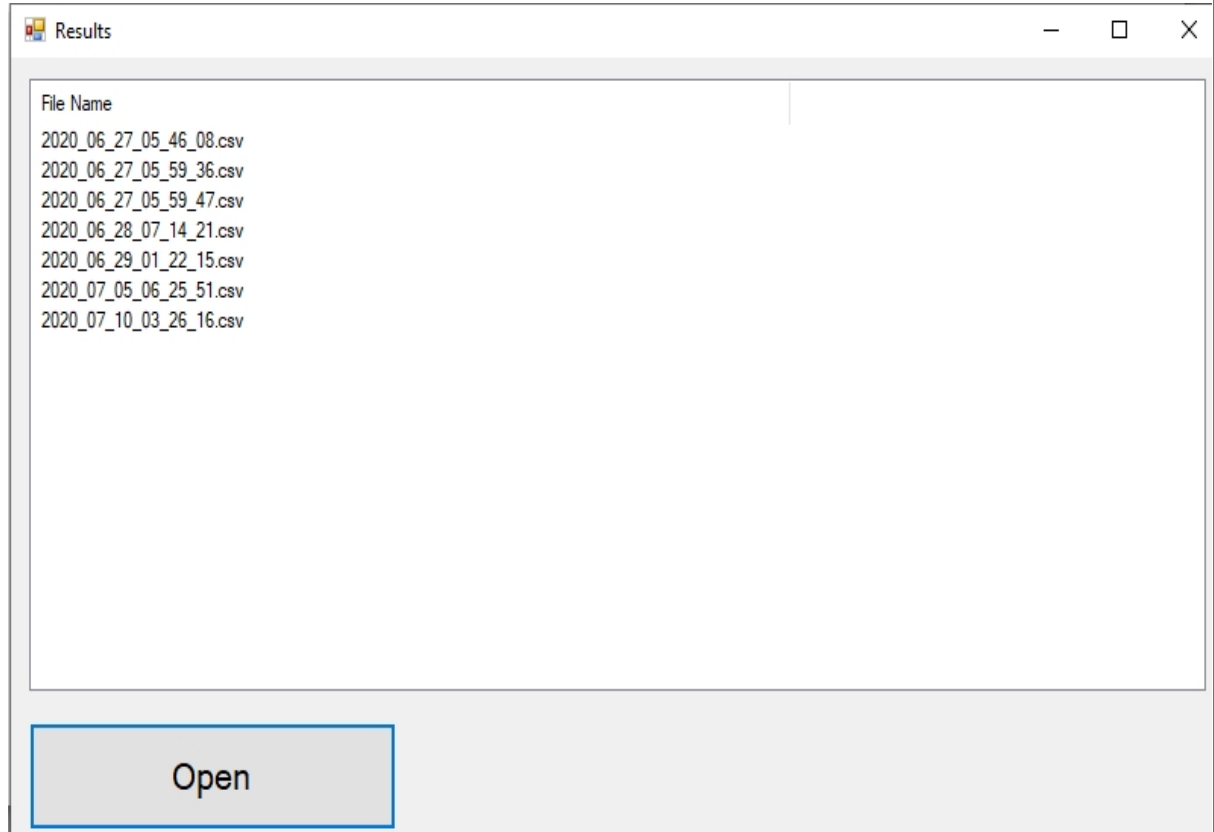 Results
File Name
2020_06_27_05_46_08.csv
2020_06_27_05_59_36.csv
2020_06_27_05_59_47.csv
2020_06_28_07_14_21.csv
2020_06_29_01_22_15.csv
2020_07_05_06_25_51.csv
2020_07_10_03_26_16.csv
Open